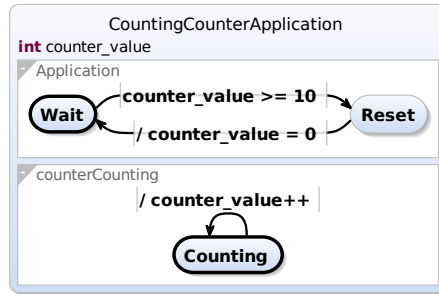 CountingCounterApplication
int counter_value
- Application
counter_value >= 10
Wait
Reset
/ counter_value = 0
- counterCounting
/ counter_value++
Counting